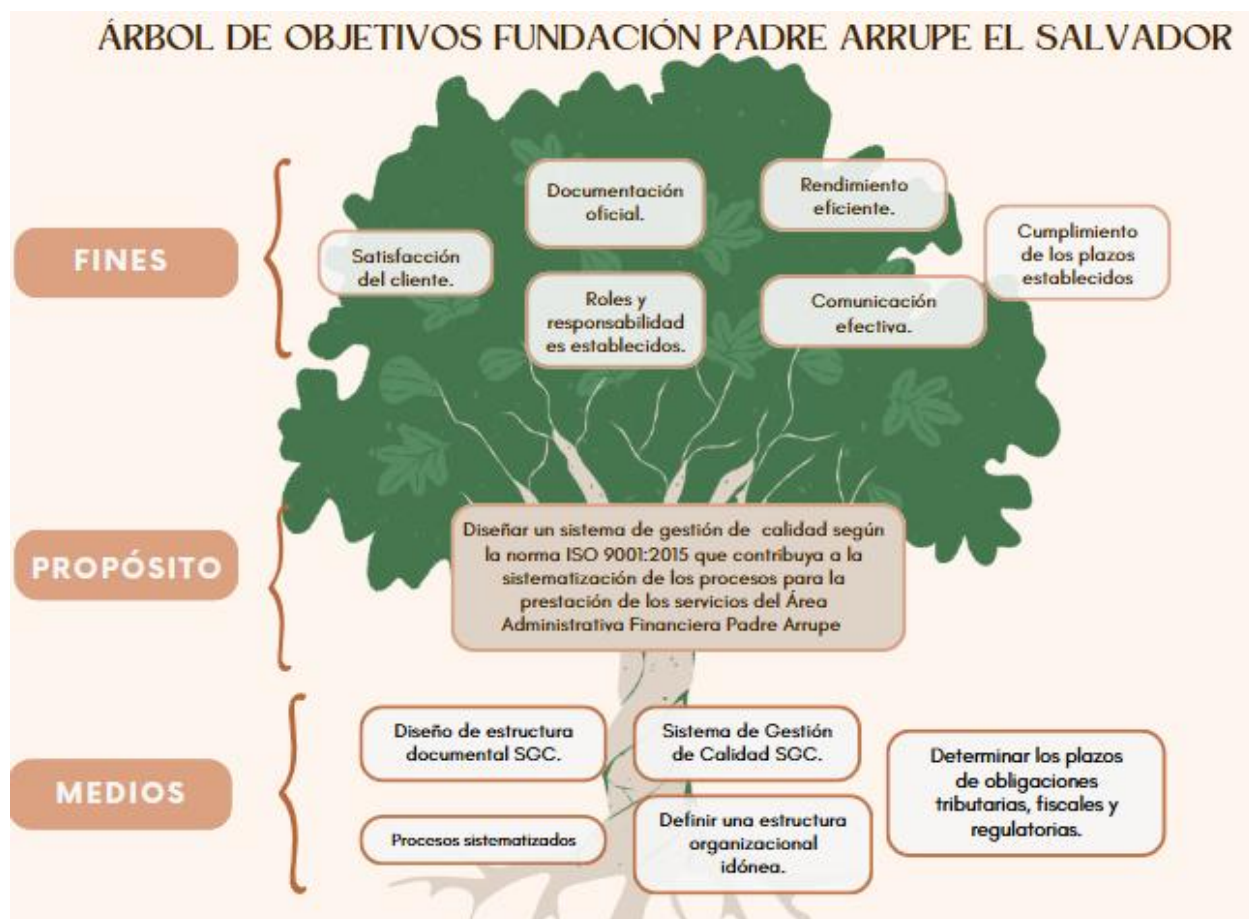 ÁRBOL DE OBJETIVOS FUNDACIÓN PADRE ARRUPE EL SALVADOR
FINES
Satisfacción
del cliente.
Documentación
oficial.
Roles y
responsabilidad
es establecidos.
Rendimiento
eficiente.
Comunicación
efectiva.
Cumplimiento
de los plazos
establecidos
PROPÓSITO
Diseñar un sistema de gestión de calidad según
la norma ISO 9001:2015 que contribuya a la
sistematización de los procesos para la
prestación de los servicios del Área
Administrativa Financiera Padre Arrupe
MEDIOS
Diseño de estructura
documental SGC.
Sistema de Gestión
de Calidad SGC.
Procesos sistematizados
Definir una estructura
organizacional
idónea.
Determinar los plazos
de obligaciones
tributarias, fiscales y
regulatorias.